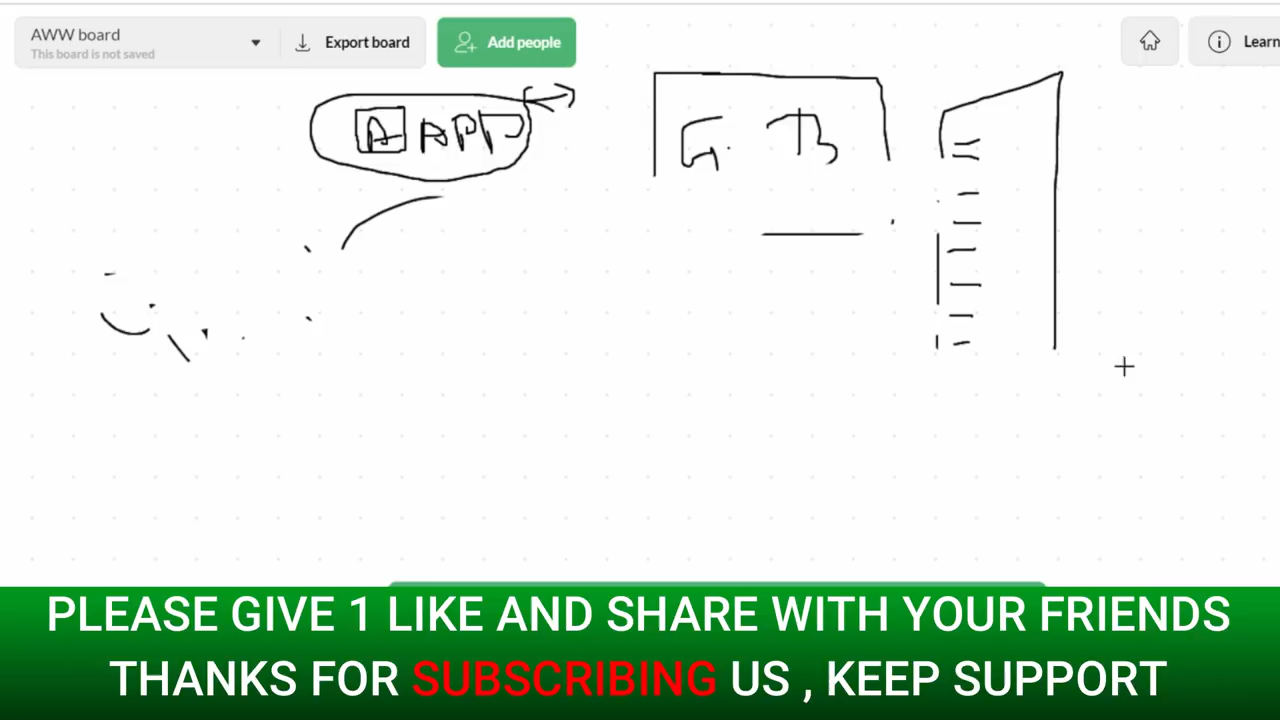 AWW board
This board is not saved
Export board
Add people
Learn
A APP
G B
PLEASE GIVE 1 LIKE AND SHARE WITH YOUR FRIENDS
THANKS FOR SUBSCRIBING US , KEEP SUPPORT